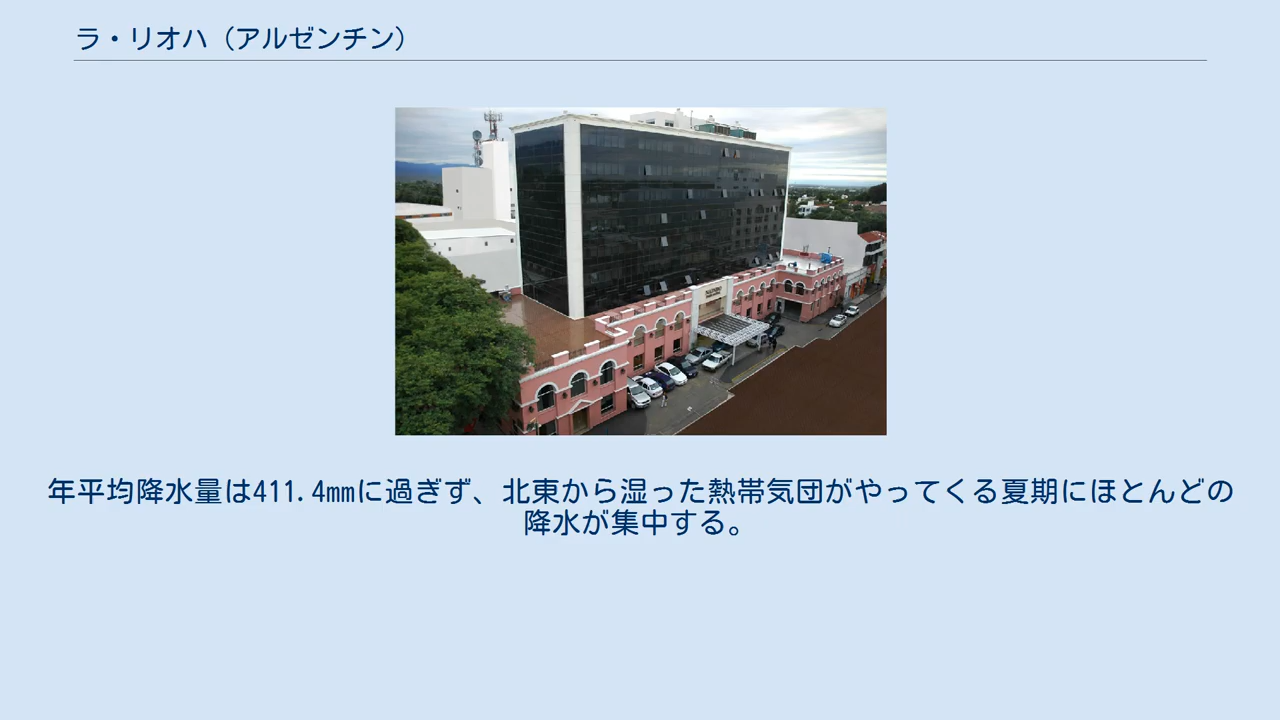 ラ・リオハ（アルゼンチン）
年平均降水量は411.4㎜に過ぎず、北東から湿った熱帯気団がやってくる夏期にほとんどの
降水が集中する。